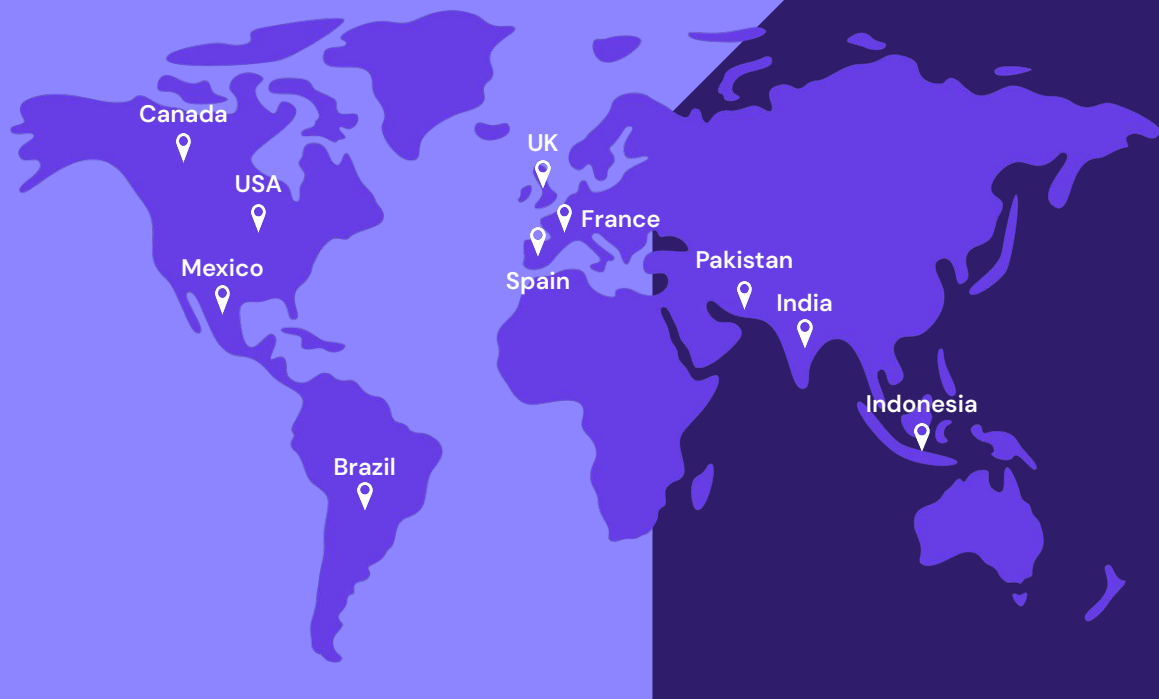 Canada
UK
USA
France
Pakistan
Mexico
Spain
India
Indonesia
Brazil